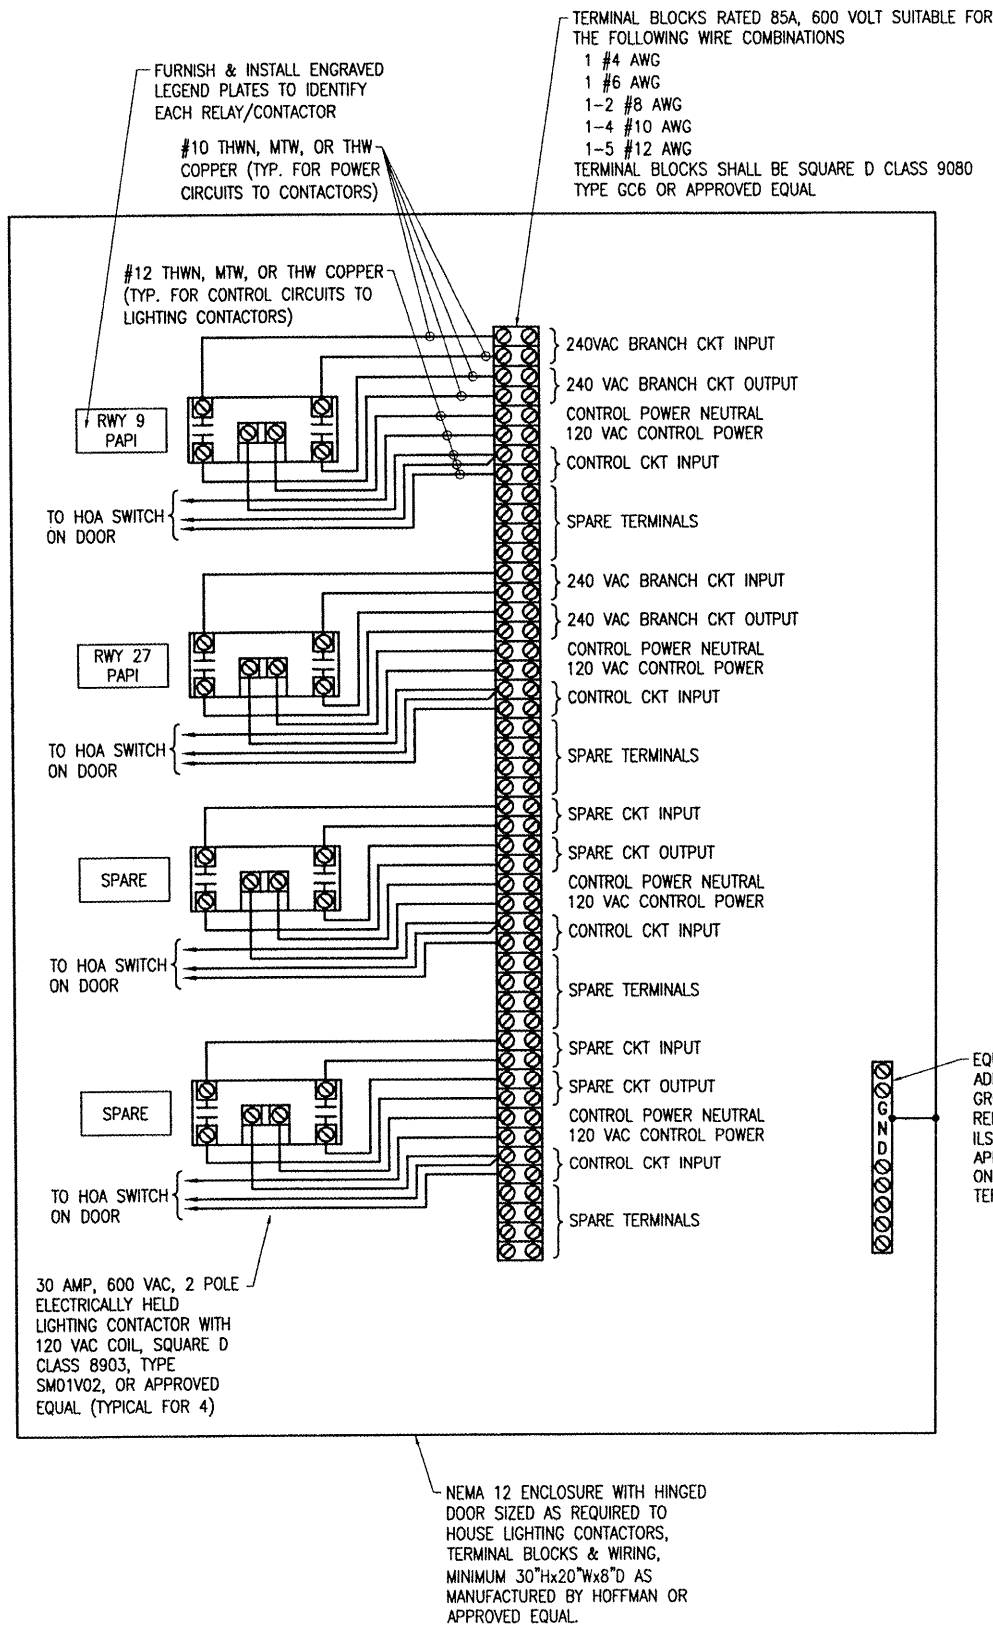 TERMINAL BLOCKS RATED 85A, 600 VOLT SUITABLE FOR
THE FOLLOWING WIRE COMBINATIONS
1 #4 AWG
1 #6 AWG
1-2 #8 AWG
1-4 #10 AWG
1-5 #12 AWG
TERMINAL BLOCKS SHALL BE SQUARE D CLASS 9080
TYPE GC6 OR APPROVED EQUAL
FURNISH & INSTALL ENGRAVED
LEGEND PLATES TO IDENTIFY
EACH RELAY/CONTACTOR
#10 THWN, MTW, OR THW
COPPER (TYP. FOR POWER
CIRCUITS TO CONTACTORS)
#12 THWN, MTW, OR THW COPPER
(TYP. FOR CONTROL CIRCUITS TO
LIGHTING CONTACTORS)
240VAC BRANCH CKT INPUT
240 VAC BRANCH CKT OUTPUT
CONTROL POWER NEUTRAL
120 VAC CONTROL POWER
CONTROL CKT INPUT
SPARE TERMINALS
RWY 9
PAPI
TO HOA SWITCH
ON DOOR
240 VAC BRANCH CKT INPUT
240 VAC BRANCH CKT OUTPUT
CONTROL POWER NEUTRAL
120 VAC CONTROL POWER
CONTROL CKT INPUT
SPARE TERMINALS
RWY 27
PAPI
TO HOA SWITCH
ON DOOR
SPARE CKT INPUT
SPARE CKT OUTPUT
CONTROL POWER NEUTRAL
120 VAC CONTROL POWER
CONTROL CKT INPUT
SPARE TERMINALS
SPARE
TO HOA SWITCH
ON DOOR
SPARE CKT INPUT
SPARE CKT OUTPUT
CONTROL POWER NEUTRAL
120 VAC CONTROL POWER
CONTROL CKT INPUT
SPARE TERMINALS
SPARE
TO HOA SWITCH
ON DOOR
G
N
D
ILS
ON
30 AMP, 600 VAC, 2 POLE
ELECTRICALLY HELD
LIGHTING CONTACTOR WITH
120 VAC COIL, SQUARE D
CLASS 8903, TYPE
SM01V02, OR APPROVED
EQUAL (TYPICAL FOR 4)
NEMA 12 ENCLOSURE WITH HINGED
DOOR SIZED AS REQUIRED TO
HOUSE LIGHTING CONTACTORS,
TERMINAL BLOCKS & WIRING,
MINIMUM 30"Hx20"Wx8"D AS
MANUFACTURED BY HOFFMAN OR
APPROVED EQUAL.